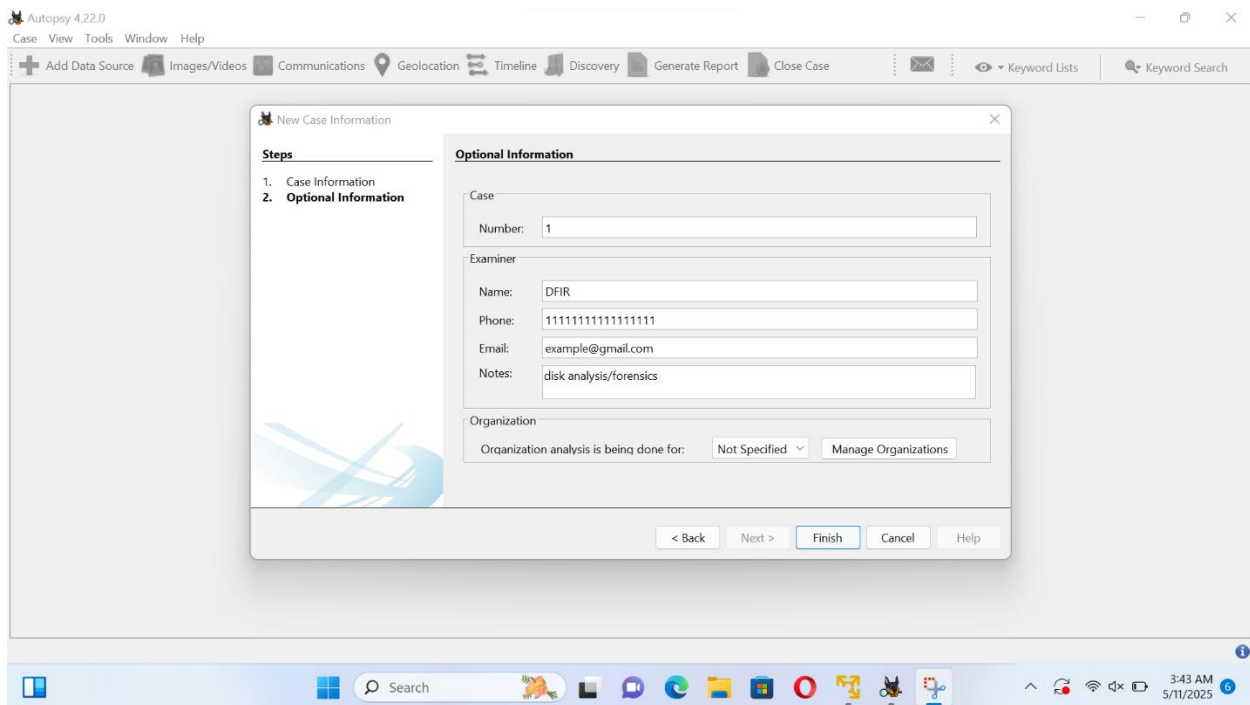 Autopsy 4.22.0
Case View Tools Window Help
Add Data Source Images/Videos Communications Geolocation Timeline Discovery Generate Report Close Case Keyword Lists Keyword Search
New Case Information
Steps
1. Case Information
2. Optional Information
Optional Information
Case
Number: 1
Examiner
Name: DFIR
Phone: 11111111111111111
Email: example@gmail.com
Notes: disk analysis/forensics
Organization
Organization analysis is being done for: Not Specified Manage Organizations
< Back Next > Finish Cancel Help
Search
3:43 AM
5/11/2025
6